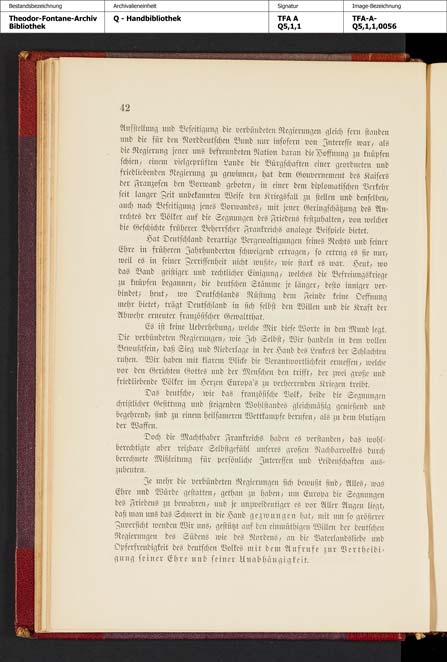 Bestandsbezeichnung
Archivalieneinheit
Signatur
Image-Bezeichnung
Theodor-Fontane-Archiv
Bibliothek
Q - Handbibliothek
TFA A
Q5,1,1
TFA-A-
Q5,1,1,0056
42
Aufstellung und Beseitigung die verbündeten Regierungen gleich fern standen
und die für den Norddeutschen Bund nur insofern von Interesse war, als
die Regierung jener uns befreundeten Nation daran die Hoffnung zu knüpfen
schien, einem vielgeprüften Lande die Bürgschaften einer geordneten und
friedliebenden Regierung zu gewinnen, hat dem Gouvernement des Kaisers
der Franzosen den Vorwand geboten, in einer dem diplomatischen Verkehr
seit langer Zeit unbekannten Weise den Kriegsfall zu stellen und denselben,
auch nach Beseitigung jenes Vorwandes, mit jener Geringschätzung des An-
rechtes der Völker auf die Segnungen des Friedens festzuhalten, von welcher
die Geschichte früherer Beherrscher Frankreichs analoge Beispiele bietet.
Hat Deutschland derartige Vergewaltigungen seines Rechts und seiner
Ehre in früheren Jahrhunderten schweigend ertragen, so ertrug es sie nur,
weil es in seiner Zerrissenheit nicht wußte, wie stark es war. Heut, wo
das Band geistiger und rechtlicher Einigung, welches die Befreiungskriege
zu knüpfen begannen, die deutschen Stämme je länger, desto inniger ver-
bindet; heut, wo Deutschlands Rüstung dem Feinde keine Oeffnung
mehr bietet, trägt Deutschland in sich selbst den Willen und die Kraft der
Abwehr erneuter französischer Gewaltthat.
Es ist keine Ueberhebung, welche Mir diese Worte in den Mund legt.
Die verbündeten Regierungen, wie Ich Selbst, Wir handeln in dem vollen
Bewußtsein, daß Sieg und Niederlage in der Hand des Lenkers der Schlachten
ruhen. Wir haben mit klarem Blicke die Verantwortlichkeit ermessen, welche
vor den Gerichten Gottes und der Menschen den trifft, der zwei große und
friedliebende Völker im Herzen Europa's zu verheerenden Kriegen treibt.
Das deutsche, wie das französische Volk, beide die Segnungen
christlicher Gesittung und steigenden Wohlstandes gleichmäßig genießend und
begehrend, sind zu einem heilsameren Wettkampfe berufen, als zu dem blutigen
der Waffen.
Doch die Machthaber Frankreichs haben es verstanden, das wohl-
berechtigte aber reizbare Selbstgefühl unseres großen Nachbarvolkes durch
berechnete Mißleitung für persönliche Interessen und Leidenschaften aus-
zubeuten.
Je mehr die verbündeten Regierungen sich bewußt sind, Alles, was
Ehre und Würde gestatten, gethan zu haben, um Europa die Segnungen
des Friedens zu bewahren, und je unzweideutiger es vor Aller Augen liegt,
daß man uns das Schwert in die Hand gezwungen hat, mit um so größerer
Zuversicht wenden Wir uns, gestützt auf den einmüthigen Willen der deutschen
Regierungen des Südens wie des Nordens, an die Vaterlandsliebe und
Opferfreudigkeit des deutschen Volkes mit dem Aufrufe zur Vertheidi-
gung seiner Ehre und seiner Unabhängigkeit.